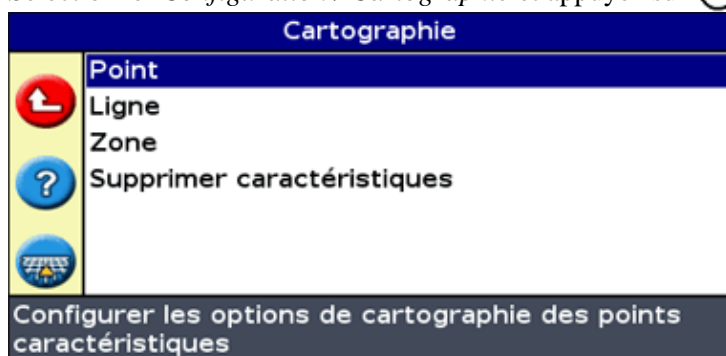 Cartographie
Point
Ligne
Zone
Supprimer caractéristiques
?
Configurer les options de cartographie des points
caractéristiques